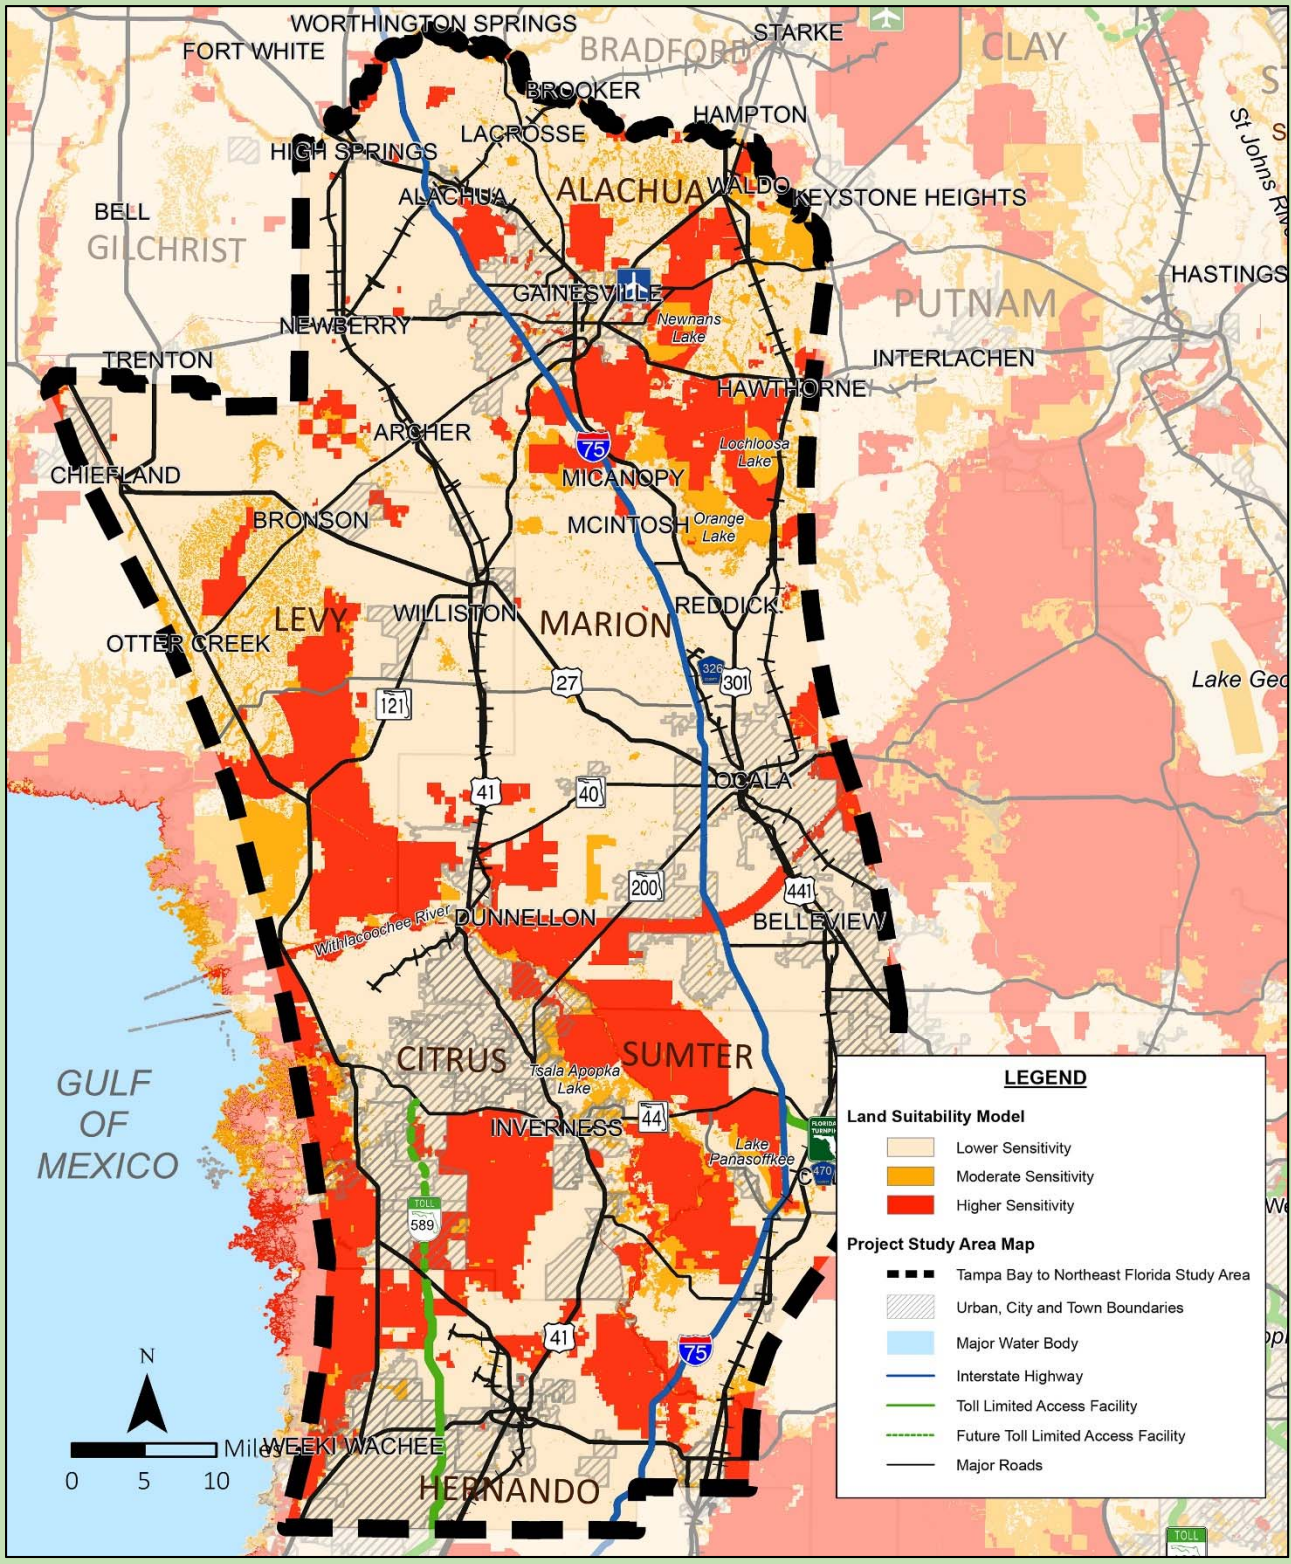 WORTHINGTON SPRINGS
STARKE
FORT WHITE
BRADFORD
CLAY
BROOKER
HAMPTON
LACROSSE
St Johns
HIGH SPRINGS
ALACHUA
ALACHUA
WALDO
KEYSTONE HEIGHTS
BELL
GILCHRIST
HASTINGS
GAINESVILLE
PUTNAM
NEWBERRY
Newnans
Lake
TRENTON
INTERLACHEN
HAWTHORNE
ARCHER
75
Lochloosa
Lake
CHIEFLAND
MICANOPY
BRONSON
MCINTOSH
Orange
Lake
LEVY
WILLISTON
MARION
REDDICK
OTTER CREEK
326
301
27
Lake Geo
121
OCALA
41
40
200
441
Withlacoochee River
DUNNELLON
BELLEVIEW
GULF
OF
MEXICO
CITRUS
SUMTER
Tsala Apopka
Lake
44
INVERNESS
FLORIDA'S
TURNPIKE
Lake
Panasoffkee
470
TOLL
589
41
75
WEEKI WACHEE
HERNANDO
N
Miles
0 5 10
LEGEND
Land Suitability Model
Lower Sensitivity
Moderate Sensitivity
Higher Sensitivity
Project Study Area Map
Tampa Bay to Northeast Florida Study Area
Urban, City and Town Boundaries
Major Water Body
Interstate Highway
Toll Limited Access Facility
Future Toll Limited Access Facility
Major Roads
TOLL